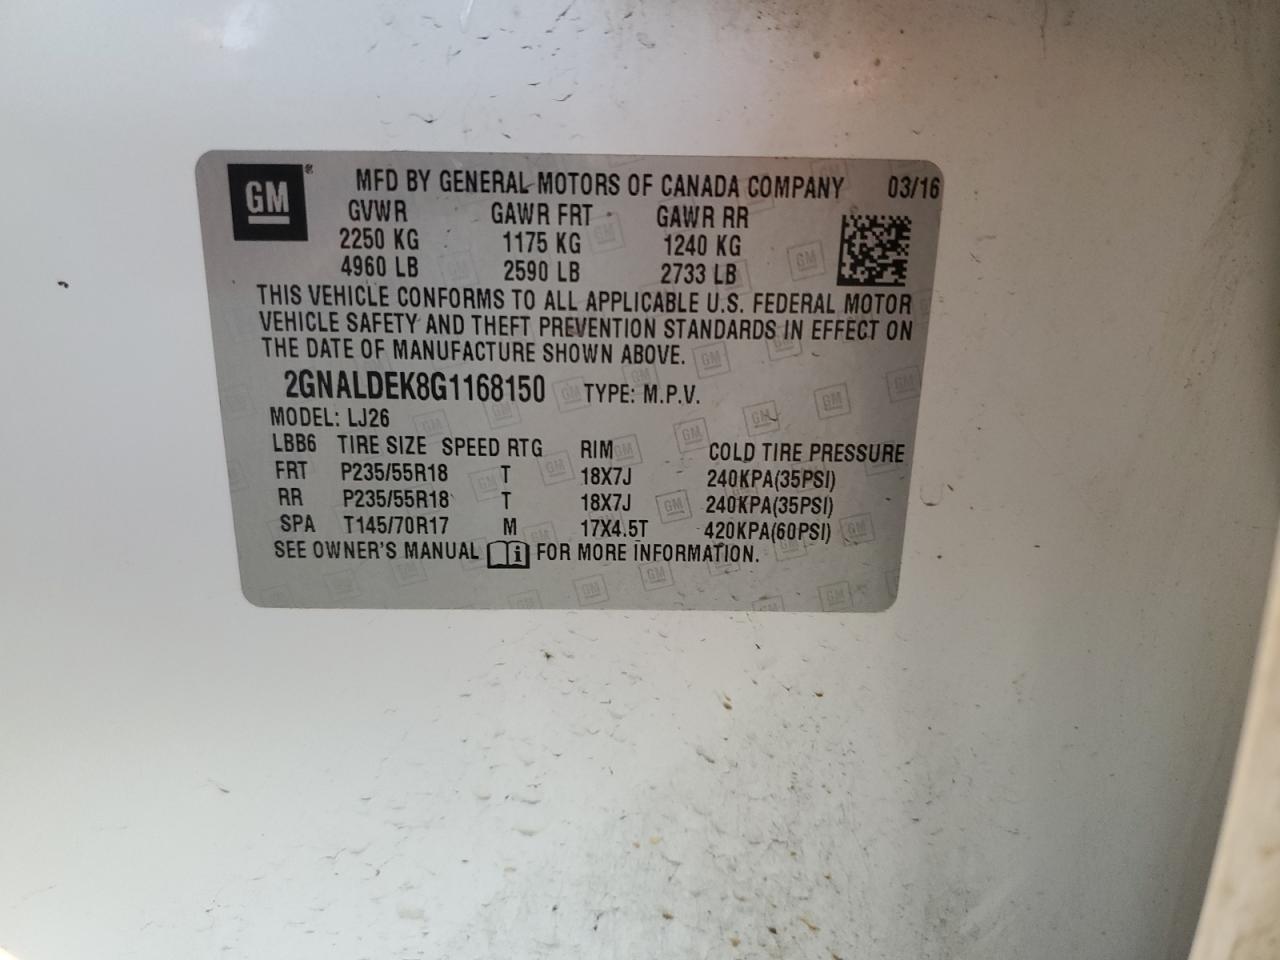 GM ® MFD BY GENERAL MOTORS OF CANADA COMPANY 03/16
GVWR GAWR FRT GAWR RR
2250 KG 1175 KG 1240 KG
4960 LB 2590 LB 2733 LB
THIS VEHICLE CONFORMS TO ALL APPLICABLE U.S. FEDERAL MOTOR
VEHICLE SAFETY AND THEFT PREVENTION STANDARDS IN EFFECT ON
THE DATE OF MANUFACTURE SHOWN ABOVE.
2GNALDEK8G1168150 TYPE: M.P.V.
MODEL: LJ26
LBB6 TIRE SIZE SPEED RTG RIM COLD TIRE PRESSURE
FRT P235/55R18 T 18X7J 240KPA(35PSI)
RR P235/55R18 T 18X7J 240KPA(35PSI)
SPA T145/70R17 M 17X4.5T 420KPA(60PSI)
SEE OWNER'S MANUAL i FOR MORE INFORMATION.